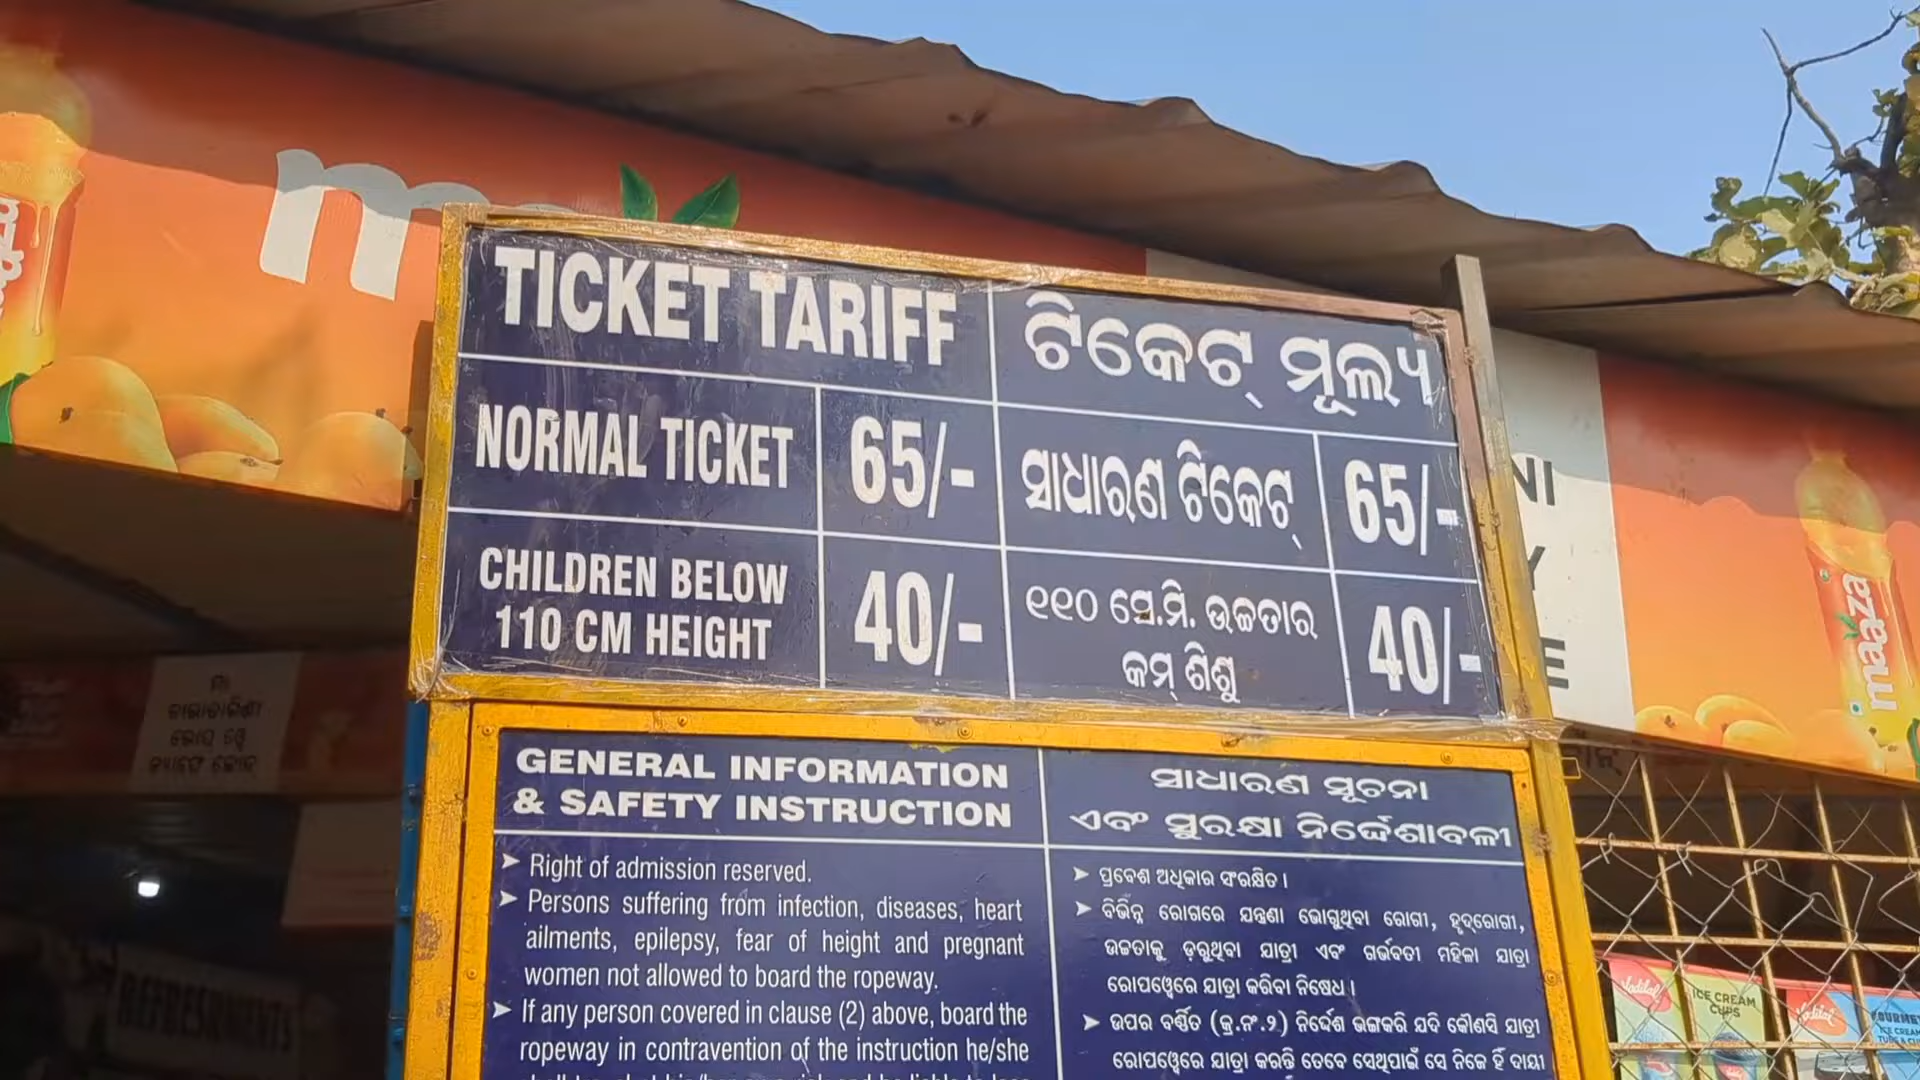 TICKET TARIFF
ଟିକେଟ୍ ମୂଲ୍ୟ
NORMAL TICKET
65/-
ସାଧାରଣ ଟିକେଟ୍
65/-
CHILDREN BELOW
110 CM HEIGHT
40/-
୧୧୦ ସେ.ମି. ଉଚ୍ଚତାର
କମ୍ ଶିଶୁ
40/-
GENERAL INFORMATION
& SAFETY INSTRUCTION
➤ Right of admission reserved.
➤ Persons suffering from infection, diseases, heart
ailments, epilepsy, fear of height and pregnant
women not allowed to board the ropeway.
➤ If any person covered in clause (2) above, board the
ropeway in contravention of the instruction he/she
ସାଧାରଣ ସୂଚନା
ଏବଂ ସୁରକ୍ଷା ନିର୍ଦ୍ଦେଶାବଳୀ
➤ ପ୍ରବେଶ ଅଧିକାର ସଂରକ୍ଷିତ।
➤ ବିଭିନ୍ନ ରୋଗରେ ଯନ୍ତ୍ରଣା ଭୋଗୁଥିବା ରୋଗୀ, ହୃଦ୍‌ରୋଗୀ,
ଉଚ୍ଚତାକୁ ଡ଼ରୁଥିବା ଯାତ୍ରୀ ଏବଂ ଗର୍ଭବତୀ ମହିଳା ଯାତ୍ରା
ରୋପୱେରେ ଯାତ୍ରା କରିବା ନିଷେଧ।
➤ ଉପର ବର୍ଣ୍ଣିତ (କ୍ର.ନଂ.୨) ନିର୍ଦ୍ଦେଶ ଭଙ୍ଗକରି ଯଦି କୌଣସି ଯାତ୍ରୀ
ରୋପୱେରେ ଯାତ୍ରା କରନ୍ତି ତେବେ ସେଥିପାଇଁ ସେ ନିଜେ ହିଁ ଦାୟୀ
maaza
REFRESHMENTS
Vadilal
ICE CREAM
CUPS
Vadilal